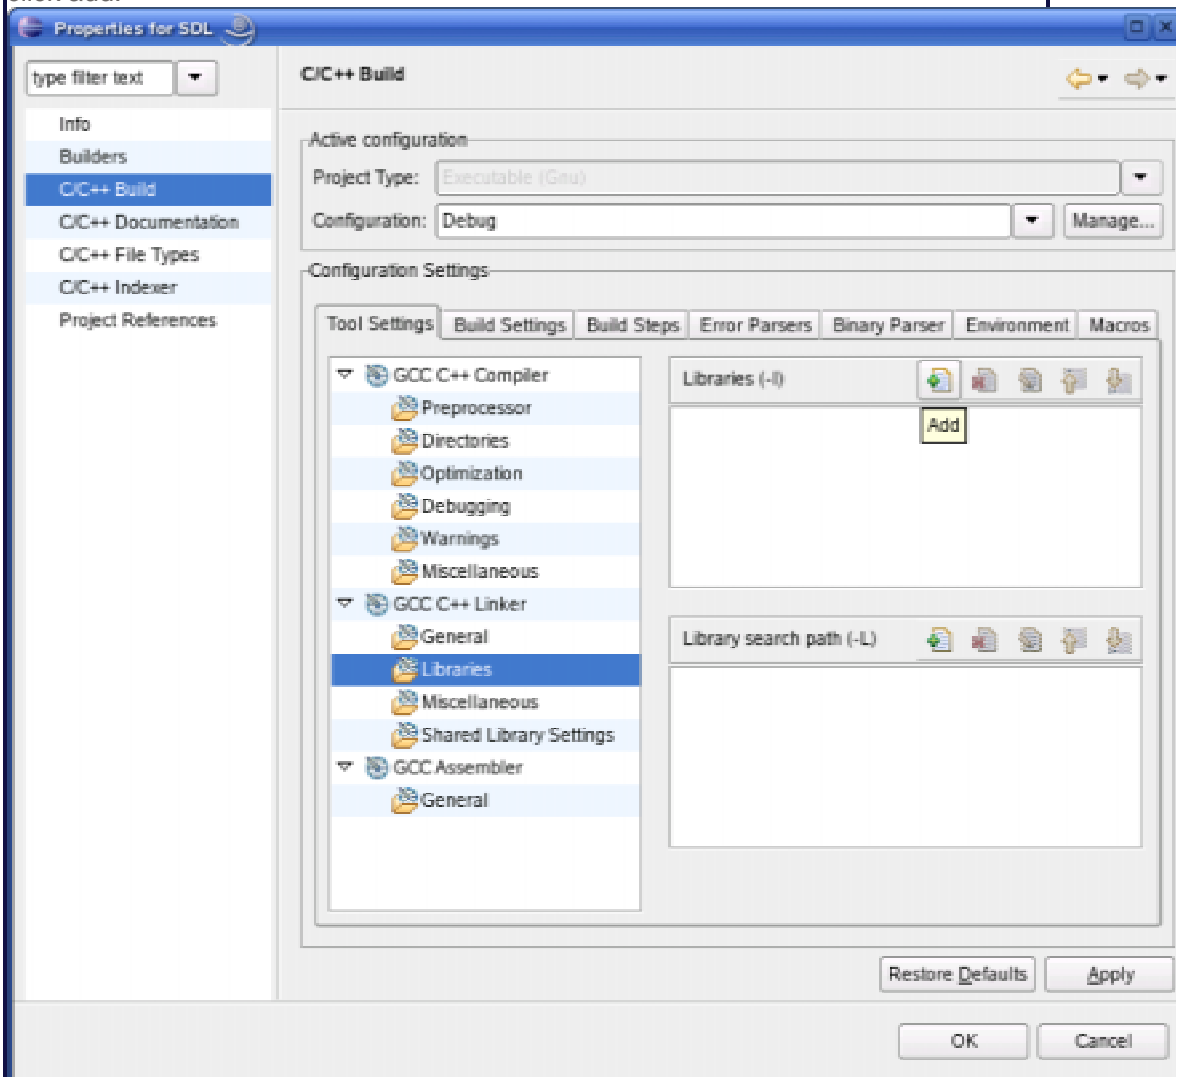 click add.
Properties for SDL
type filter text
C/C++ Build
Info
Builders
C/C++ Build
C/C++ Documentation
C/C++ File Types
C/C++ Indexer
Project References
Active configuration
Project Type: Executable (Gnu)
Configuration: Debug Manage...
Configuration Settings
Tool Settings Build Settings Build Steps Error Parsers Binary Parser Environment Macros
GCC C++ Compiler
Preprocessor
Directories
Optimization
Debugging
Warnings
Miscellaneous
GCC C++ Linker
General
Libraries
Miscellaneous
Shared Library Settings
GCC Assembler
General
Libraries (-l)
Add
Library search path (-L)
Restore Defaults Apply
OK Cancel